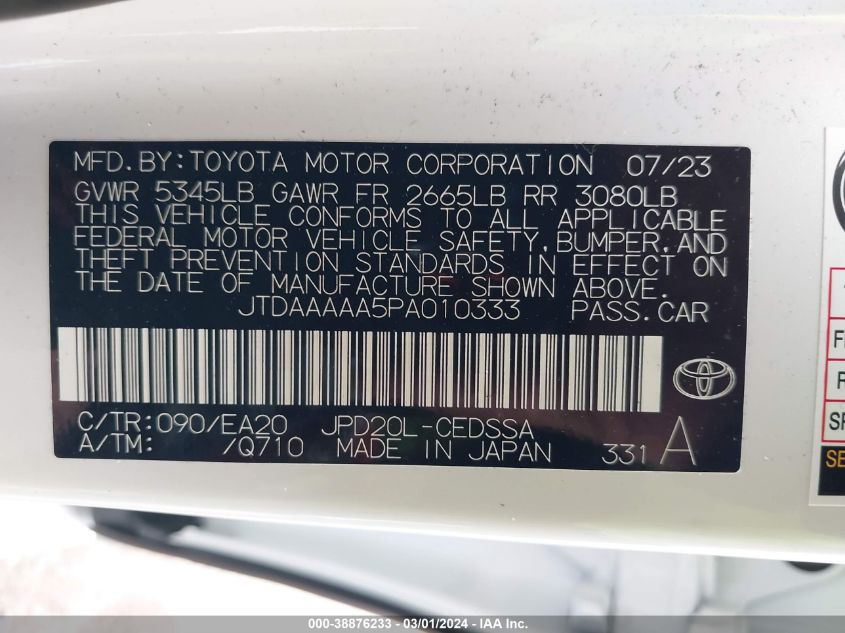 MFD.BY:TOYOTA MOTOR CORPORATION 07/23
GVWR 5345LB GAWR FR 2665LB RR 3080LB
THIS VEHICLE CONFORMS TO ALL APPLICABLE
FEDERAL MOTOR VEHICLE SAFETY,BUMPER,AND
THEFT PREVENTION STANDARDS IN EFFECT ON
THE DATE OF MANUFACTURE SHOWN ABOVE.
JTDAAAAA5PA010333 PASS.CAR
C/TR:090/EA20 JPD20L-CEDSSA
A/TM: /Q710 MADE IN JAPAN 331 A
000-38876233 - 03/01/2024 - IAAI.COM